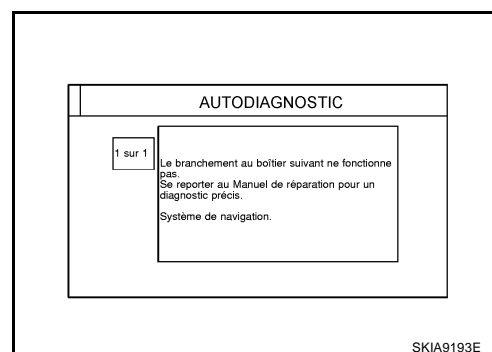 AUTODIAGNOSTIC
1 sur 1
Le branchement au boîtier suivant ne fonctionne
pas.
Se reporter au Manuel de réparation pour un
diagnostic précis.
Système de navigation.
SKIA9193E